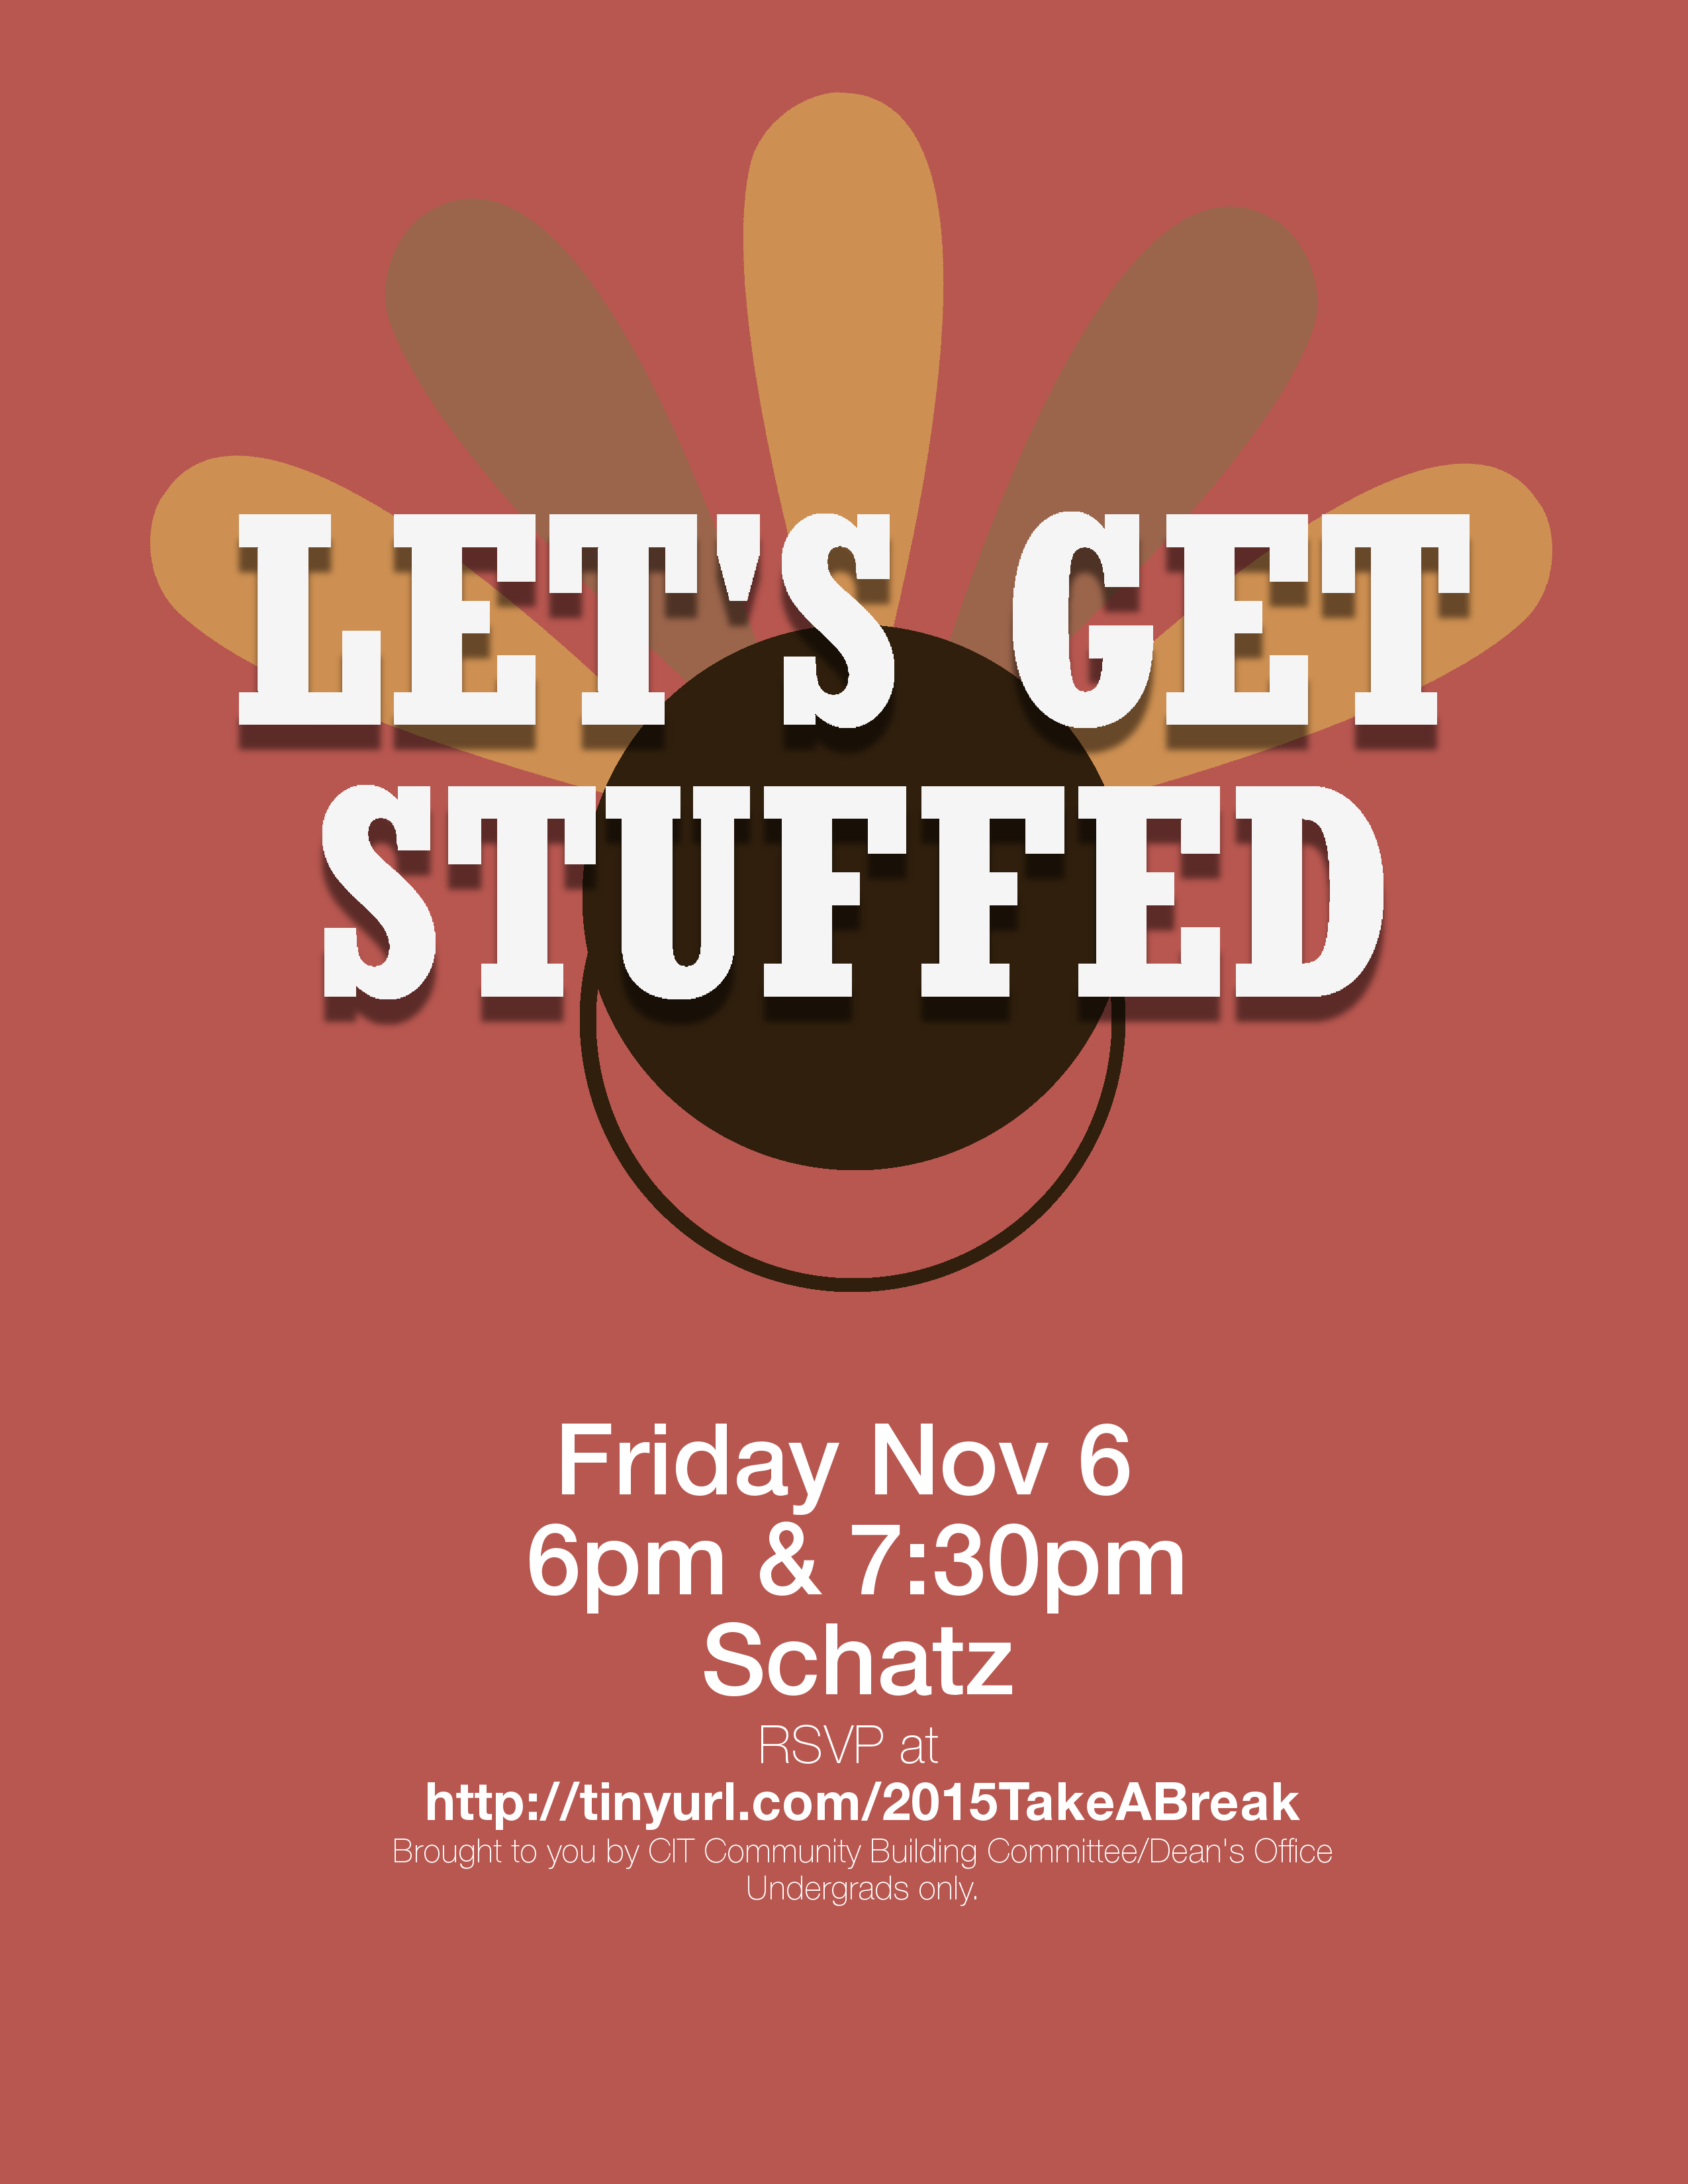 LET'S GET
STUFFED
Friday Nov 6
6pm & 7:30pm
Schatz
RSVP at
http://tinyurl.com/2015TakeABreak
Brought to you by CIT Community Building Committee/Dean's Office
Undergrads only.